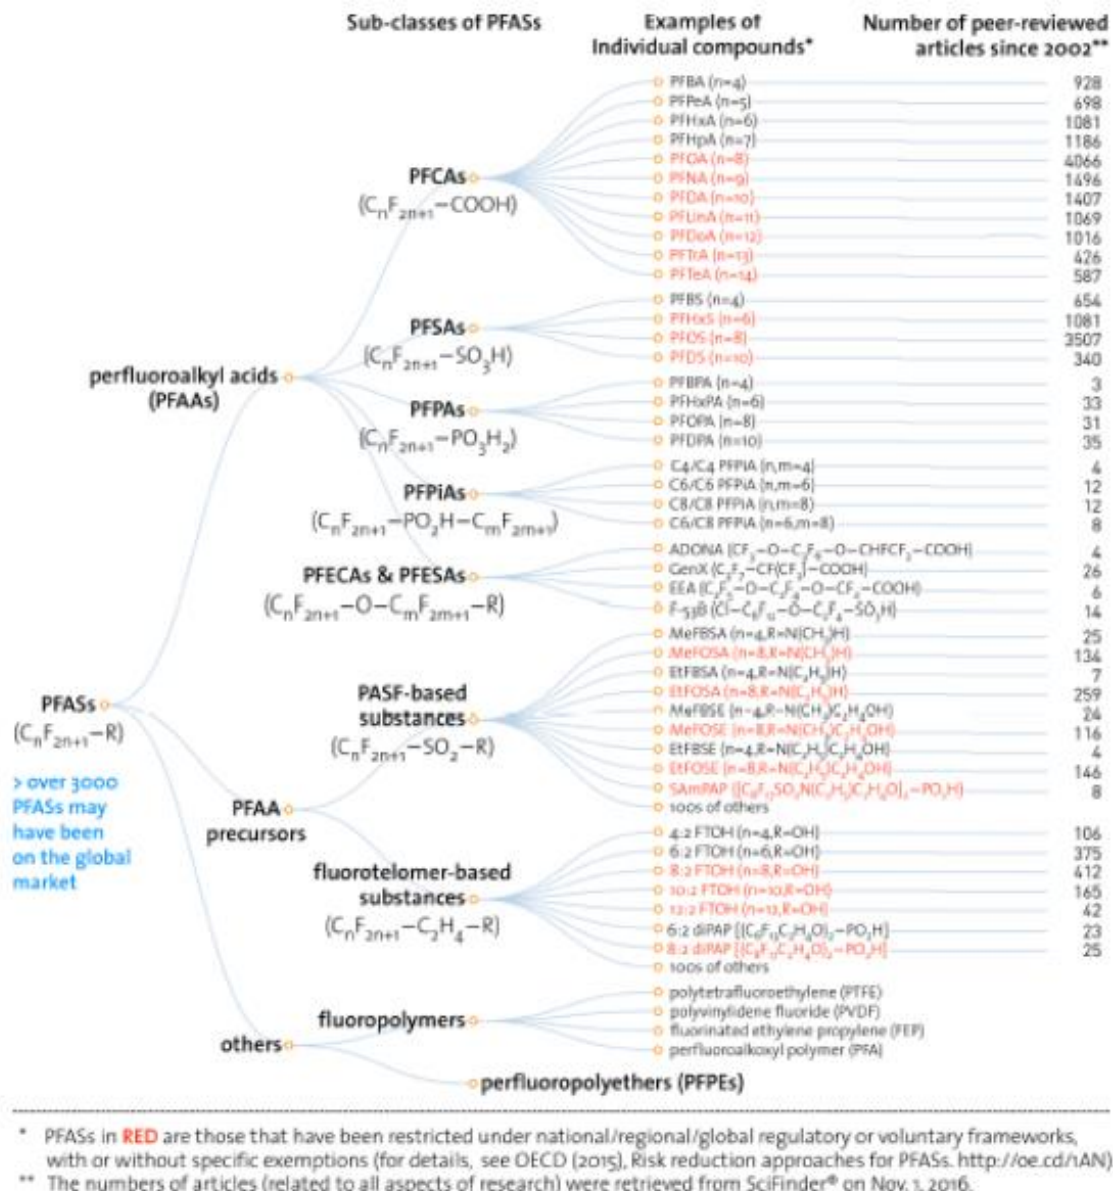 Sub-classes of PFASs
Examples of
Individual compounds*
Number of peer-reviewed
articles since 2002**
PFASs
(CₙF₂ₙ₊₁–R)
> over 3000
PFASs may
have been
on the global
market
perfluoroalkyl acids
(PFAAs)
PFCAs
(CₙF₂ₙ₊₁–COOH)
PFBA (n=4) 928
PFPeA (n=5) 698
PFHxA (n=6) 1081
PFHpA (n=7) 1186
PFOA (n=8) 4066
PFNA (n=9) 1496
PFDA (n=10) 1407
PFUnA (n=11) 1069
PFDoA (n=12) 1016
PFTrA (n=13) 426
PFTeA (n=14) 587
PFSAs
(CₙF₂ₙ₊₁–SO₃H)
PFBS (n=4) 654
PFHxS (n=6) 1081
PFOS (n=8) 3507
PFDS (n=10) 340
PFPAs
(CₙF₂ₙ₊₁–PO₃H₂)
PFBPA (n=4) 3
PFHxPA (n=6) 33
PFOPA (n=8) 31
PFDPA (n=10) 35
PFPiAs
(CₙF₂ₙ₊₁–PO₂H–CₘF₂ₘ₊₁)
C4/C4 PFPiA (n,m=4) 4
C6/C6 PFPiA (n,m=6) 12
C8/C8 PFPiA (n,m=8) 12
C6/C8 PFPiA (n=6,m=8) 8
PFECAs & PFESAs
(CₙF₂ₙ₊₁–O–CₘF₂ₘ₊₁–R)
ADONA (CF₃–O–C₃F₆–O–CHFCF₂–COOH) 4
GenX (C₃F₇–CF(CF₃)–COOH) 26
EEA (C₂F₅–O–C₂F₄–O–CF₂–COOH) 6
F-53B (Cl–C₆F₁₂–O–C₂F₄–SO₃H) 14
PFAA
precursors
PASF-based
substances
(CₙF₂ₙ₊₁–SO₂–R)
MeFBSA (n=4,R=N(CH₃)H) 25
MeFOSA (n=8,R=N(CH₃)H) 134
EtFBSA (n=4,R=N(C₂H₅)H) 7
EtFOSA (n=8,R=N(C₂H₅)H) 259
MeFBSE (n=4,R=N(CH₃)C₂H₄OH) 24
MeFOSE (n=8,R=N(CH₃)C₂H₄OH) 116
EtFBSE (n=4,R=N(C₂H₅)C₂H₄OH) 4
EtFOSE (n=8,R=N(C₂H₅)C₂H₄OH) 146
SAmPAP {[C₈F₁₇SO₂N(C₂H₅)C₂H₄O]₂–PO₂H} 8
100s of others
fluorotelomer-based
substances
(CₙF₂ₙ₊₁–C₂H₄–R)
4:2 FTOH (n=4,R=OH) 106
6:2 FTOH (n=6,R=OH) 375
8:2 FTOH (n=8,R=OH) 412
10:2 FTOH (n=10,R=OH) 165
12:2 FTOH (n=12,R=OH) 42
6:2 diPAP [(C₆F₁₃C₂H₄O)₂–PO₂H] 23
8:2 diPAP 25
100s of others
others
fluoropolymers
polytetrafluoroethylene (PTFE)
polyvinylidene fluoride (PVDF)
fluorinated ethylene propylene (FEP)
perfluoroalkoxyl polymer (PFA)
perfluoropolyethers (PFPEs)
* PFASs in RED are those that have been restricted under national/regional/global regulatory or voluntary frameworks,
with or without specific exemptions (for details, see OECD (2015), Risk reduction approaches for PFASs. http://oe.cd/1AN)
** The numbers of articles (related to all aspects of research) were retrieved from SciFinder® on Nov. 1, 2016.